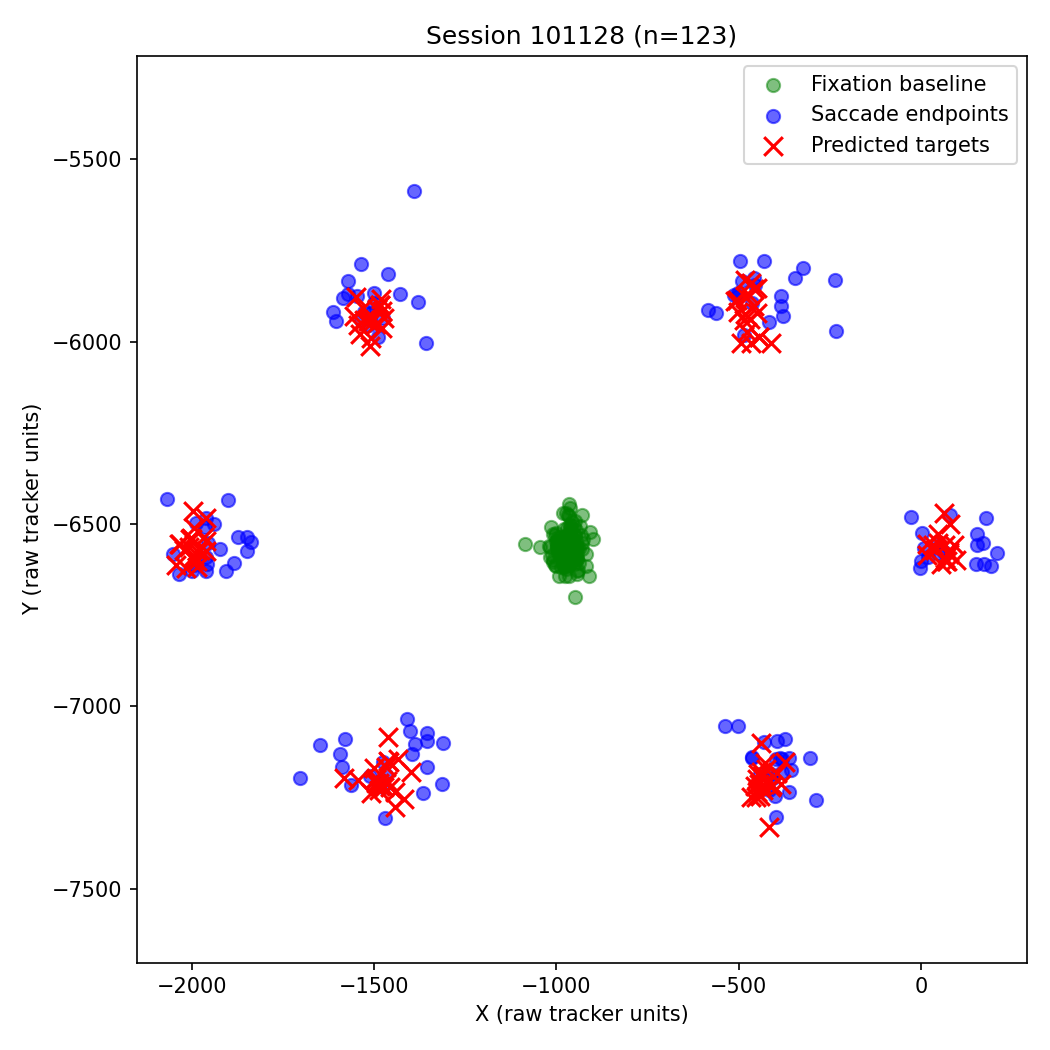 Session 101128 (n=123)
Fixation baseline
Saccade endpoints
Predicted targets
−5500
−6000
−6500
−7000
−7500
Y (raw tracker units)
−2000 −1500 −1000 −500 0
X (raw tracker units)